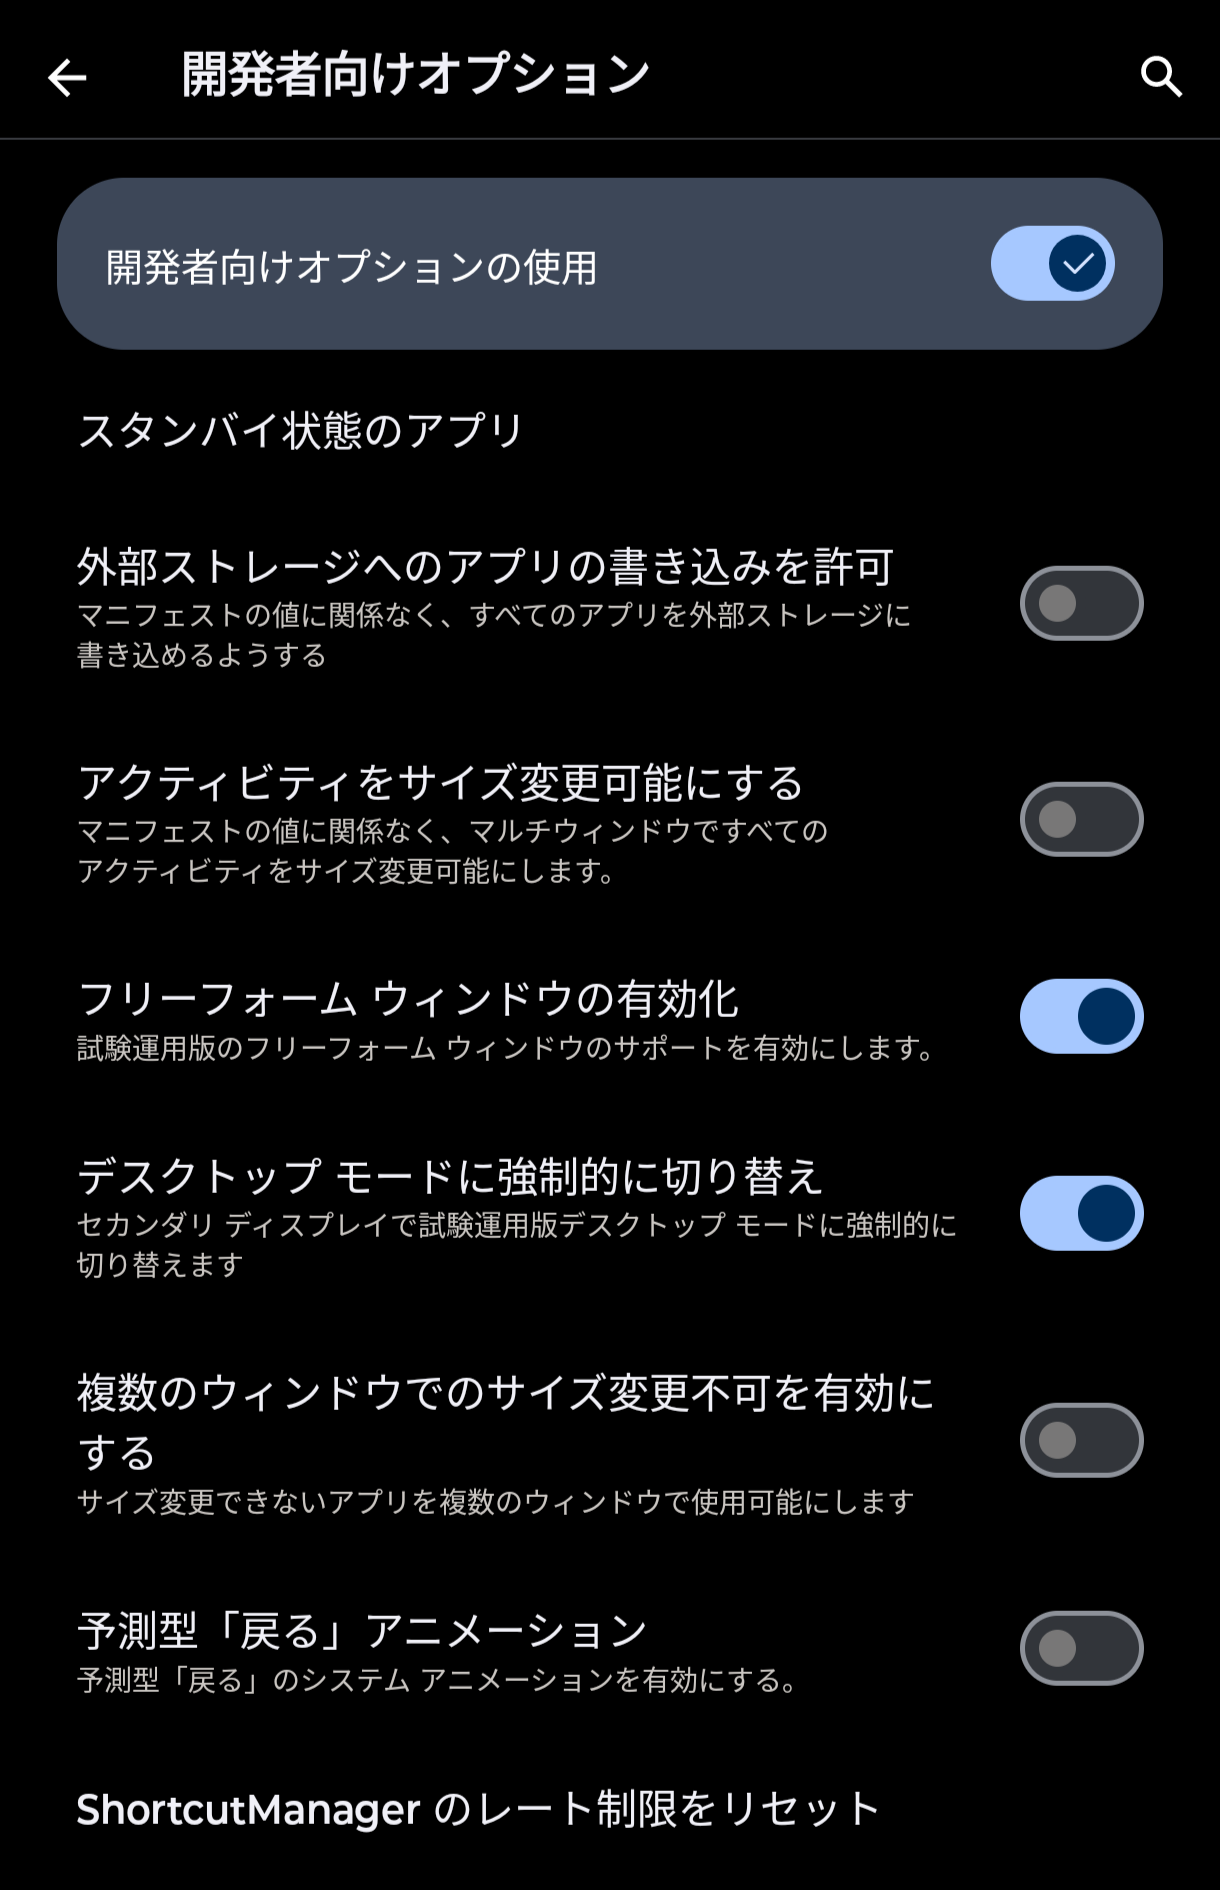 開発者向けオプション
開発者向けオプションの使用
スタンバイ状態のアプリ
外部ストレージへのアプリの書き込みを許可
マニフェストの値に関係なく、すべてのアプリを外部ストレージに
書き込めるようする
アクティビティをサイズ変更可能にする
マニフェストの値に関係なく、マルチウィンドウですべての
アクティビティをサイズ変更可能にします。
フリーフォーム ウィンドウの有効化
試験運用版のフリーフォーム ウィンドウのサポートを有効にします。
デスクトップ モードに強制的に切り替え
セカンダリ ディスプレイで試験運用版デスクトップ モードに強制的に
切り替えます
複数のウィンドウでのサイズ変更不可を有効に
する
サイズ変更できないアプリを複数のウィンドウで使用可能にします
予測型「戻る」アニメーション
予測型「戻る」のシステム アニメーションを有効にする。
ShortcutManager のレート制限をリセット